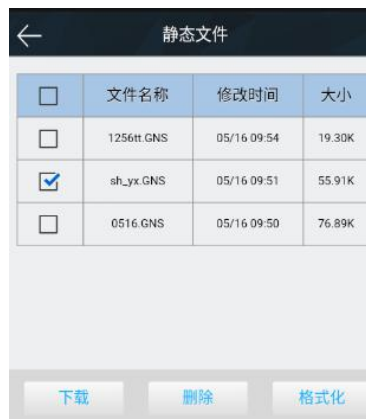 静态文件
文件名称 修改时间 大小
1256tt.GNS 05/16 09:54 19.30K
sh_yx.GNS 05/16 09:51 55.91K
0516.GNS 05/16 09:50 76.89K
下载 删除 格式化